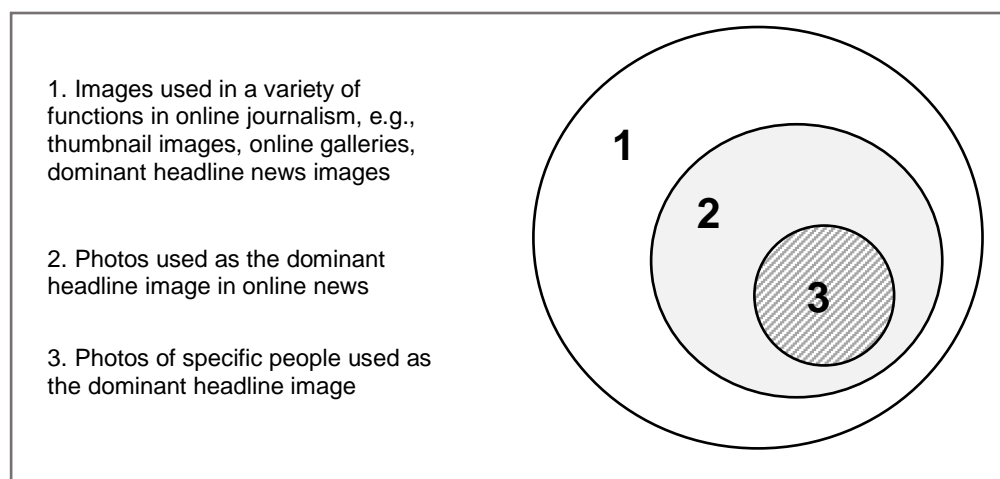 1. Images used in a variety of
functions in online journalism, e.g.,
thumbnail images, online galleries,
dominant headline news images
2. Photos used as the dominant
headline image in online news
3. Photos of specific people used as
the dominant headline image
1
2
3